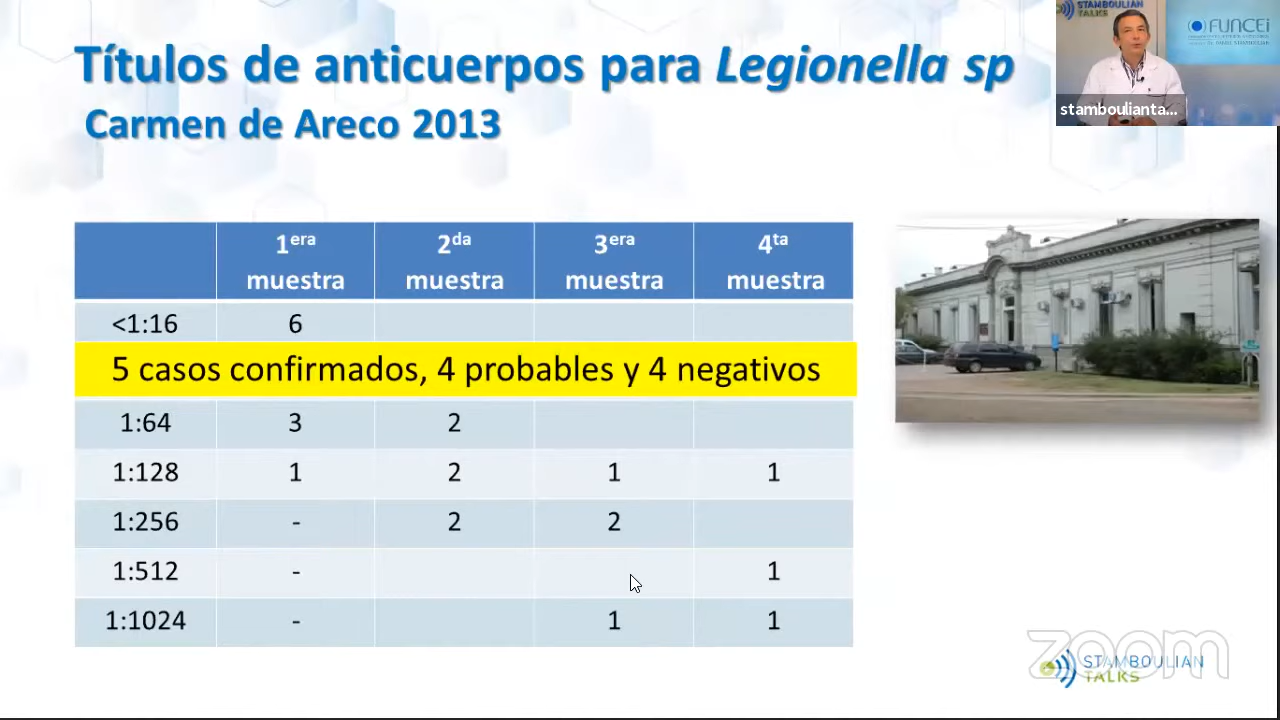 Títulos de anticuerpos para Legionella sp
Carmen de Areco 2013
STAMBOULIAN
TALKS
FUNCEi
stamboulianta...
1era muestra 2da muestra 3era muestra 4ta muestra
<1:16 6
5 casos confirmados, 4 probables y 4 negativos
1:64 3 2
1:128 1 2 1 1
1:256 - 2 2
1:512 - 1
1:1024 - 1 1
zoom
STAMBOULIAN
TALKS